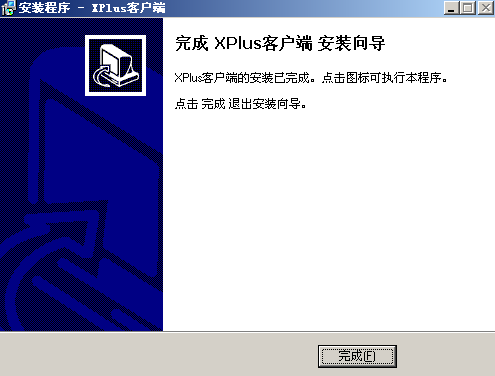 安装程序 - XPlus客户端
完成 XPlus客户端 安装向导
XPlus客户端的安装已完成。点击图标可执行本程序。
点击 完成 退出安装向导。
完成(F)